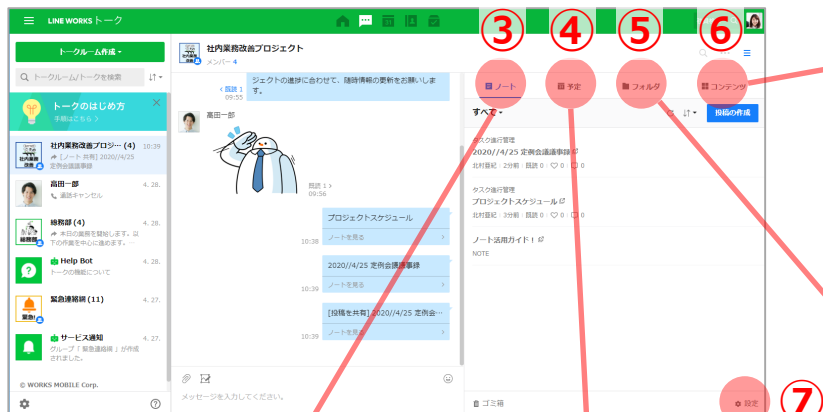 LINE WORKS トーク
③ ④ ⑤ ⑥
トークルーム作成
社内業務改善プロジェクト
メンバー 4
トークルーム/トークを検索
ノート 予定 フォルダ コンテンツ
ジェクトの進捗に合わせて、随時情報の更新をお願いしま
す。
既読 1
09:55
トークのはじめ方
手順はこちら
すべて
投稿の作成
高田一郎
社内業務改善プロジ… (4) 10:39
[ノート 共有] 2020//4/25
定例会議事録
タスク進行管理
2020//4/25 定例会議議事録
北村亜紀 · 2分前 · 既読 0 · 0 · 0
高田一郎 4. 28.
通話キャンセル
既読 1
09:56
タスク進行管理
プロジェクトスケジュール
北村亜紀 · 2分前 · 既読 0 · 0 · 0
総務部 (4) 4. 28.
本日の業務を開始します。以
下の作業を中心に進めます。…
総務部
プロジェクトスケジュール
ノートを見る
10:38
ノート活用ガイド！
NOTE
Help Bot 4. 28.
トークの機能について
2020//4/25 定例会議議事録
ノートを見る
10:39
緊急連絡網 (11) 4. 27.
緊急!
[投稿を共有] 2020//4/25 定例会…
ノートを見る
10:39
サービス通知 4. 27.
グループ「 緊急連絡網 」が作成
されました。
© WORKS MOBILE Corp.
メッセージを入力してください。
ゴミ箱
設定
⑦